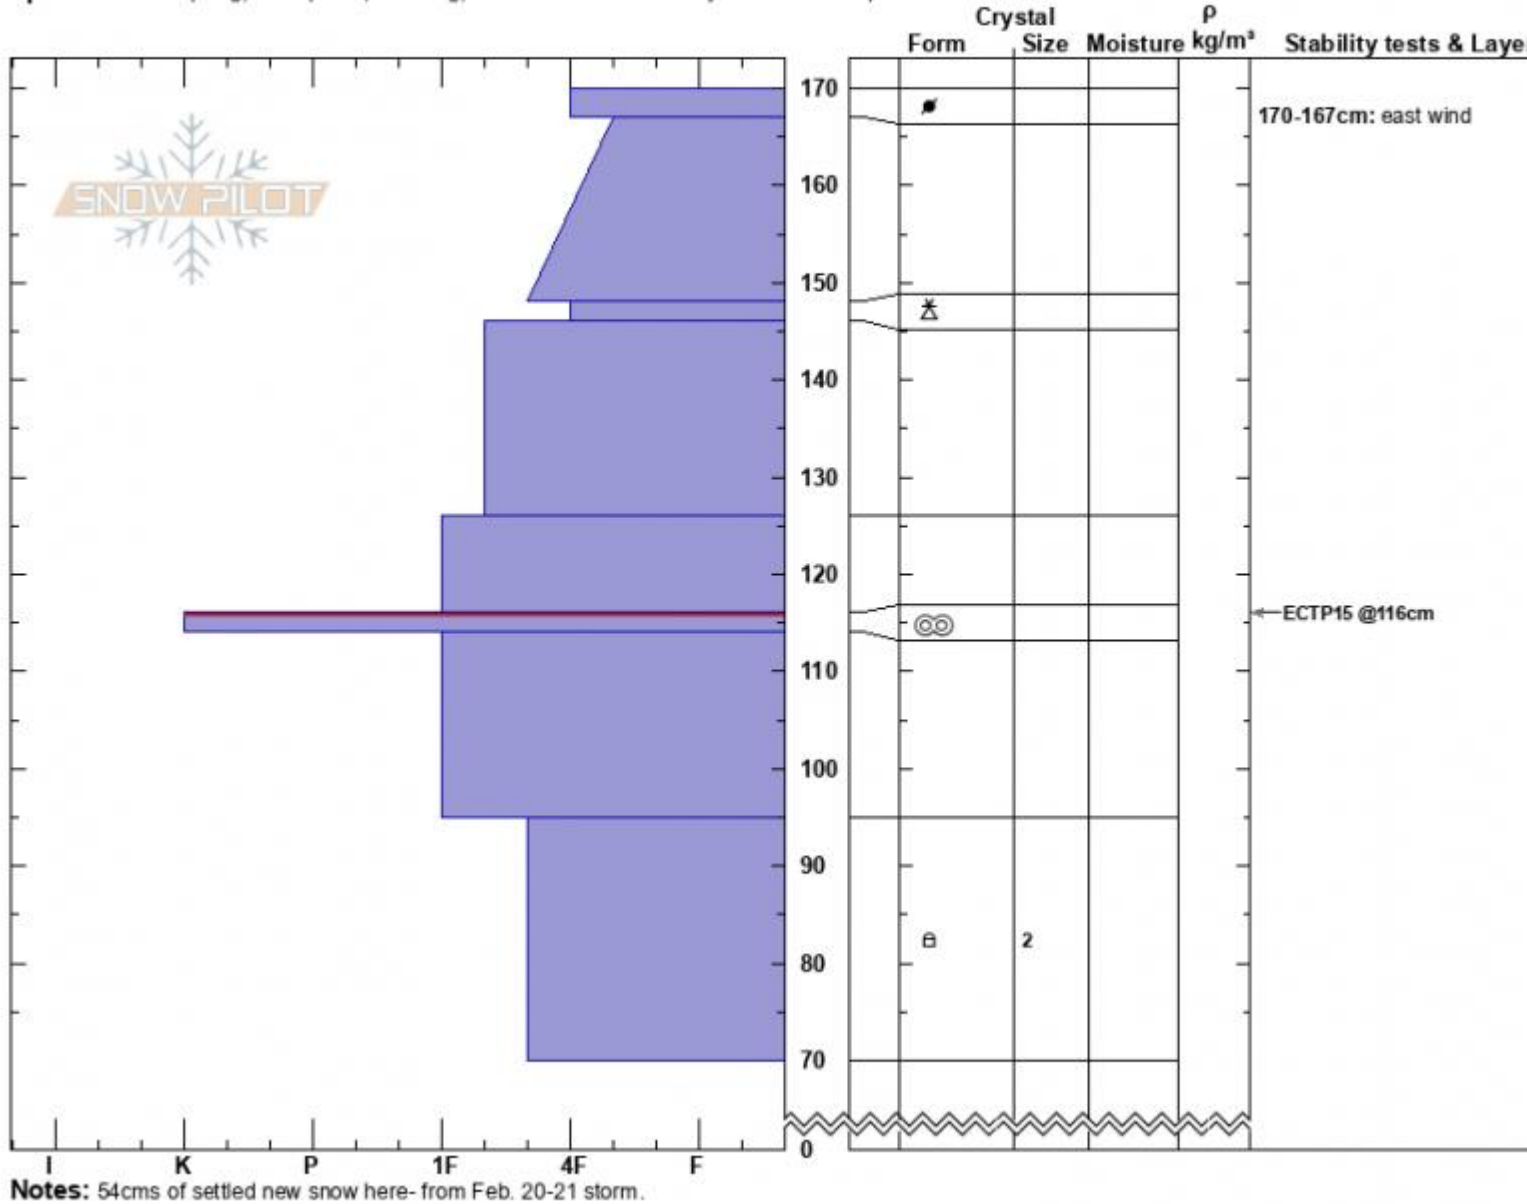 Crystal ρ
Form Size Moisture kg/m³ Stability tests & Laye
170
170-167cm: east wind
SNOW PILOT
160
150
140
130
120
ECTP15 @116cm
110
100
90
2
80
70
0
I K P 1F 4F F
Notes: 54cms of settled new snow here- from Feb. 20-21 storm.